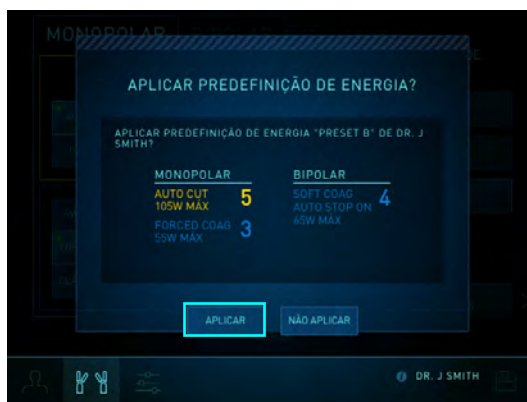 MONOPOLAR
APLICAR PREDEFINIÇÃO DE ENERGIA?
APLICAR PREDEFINIÇÃO DE ENERGIA "PRESET B" DE DR. J
SMITH?
MONOPOLAR
AUTO CUT
105W MÁX
5
FORCED COAG
55W MÁX
3
BIPOLAR
SOFT COAG
AUTO STOP ON
65W MÁX
4
APLICAR
NÃO APLICAR
DR. J SMITH